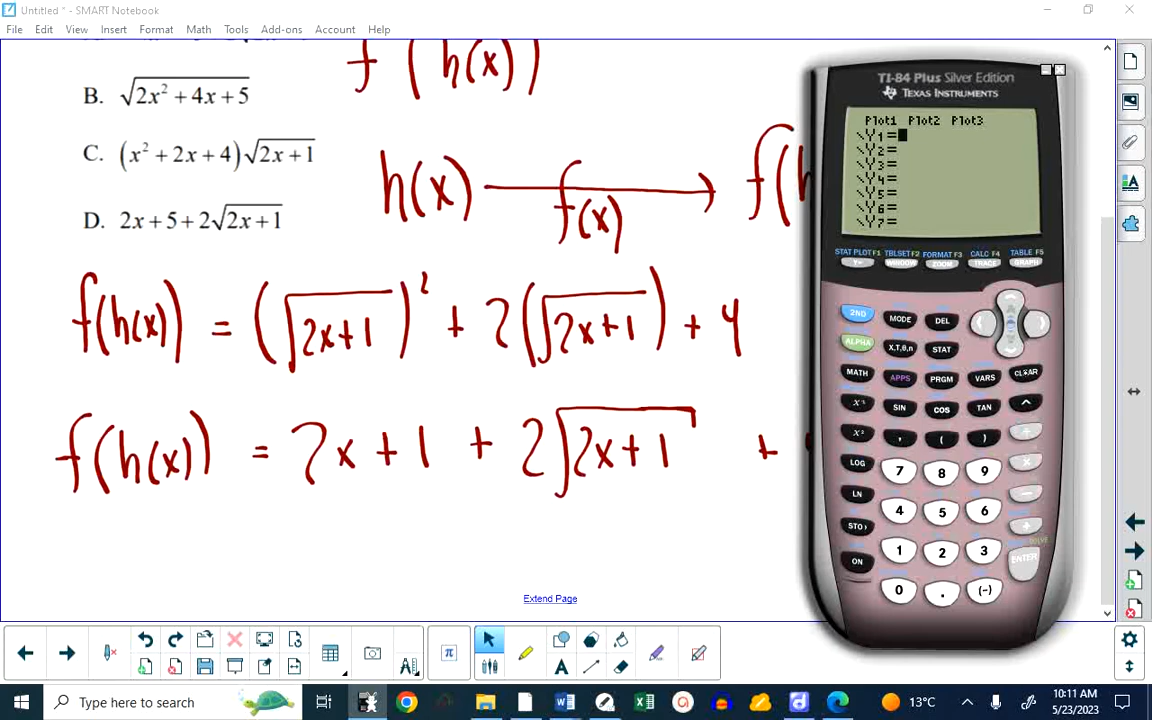 Untitled * - SMART Notebook
File Edit View Insert Format Math Tools Add-ons Account Help
f(h(x))
B. √(2x² + 4x + 5)
C. (x² + 2x + 4)√(2x + 1)
h(x) f(x) f(h
D. 2x + 5 + 2√(2x + 1)
f(h(x)) = (√(2x+1))² + 2(√(2x+1)) + 4
f(h(x)) = 2x + 1 + 2√(2x+1) +
Extend Page
TI-84 Plus Silver Edition
TEXAS INSTRUMENTS
Plot1 Plot2 Plot3
\Y1=
\Y2=
\Y3=
\Y4=
\Y5=
\Y6=
\Y7=
STAT PLOT F1 TBLSET F2 FORMAT F3 CALC F4 TABLE F5
Y= WINDOW ZOOM TRACE GRAPH
2ND MODE DEL
ALPHA X,T,θ,n STAT
MATH APPS PRGM VARS CLEAR
SIN COS TAN ^
x² , ( ) ÷
LOG 7 8 9 ×
LN 4 5 6 −
STO› 1 2 3 +
ON 0 . (-) ENTER
π
A
Type here to search
13°C
10:11 AM
5/23/2023